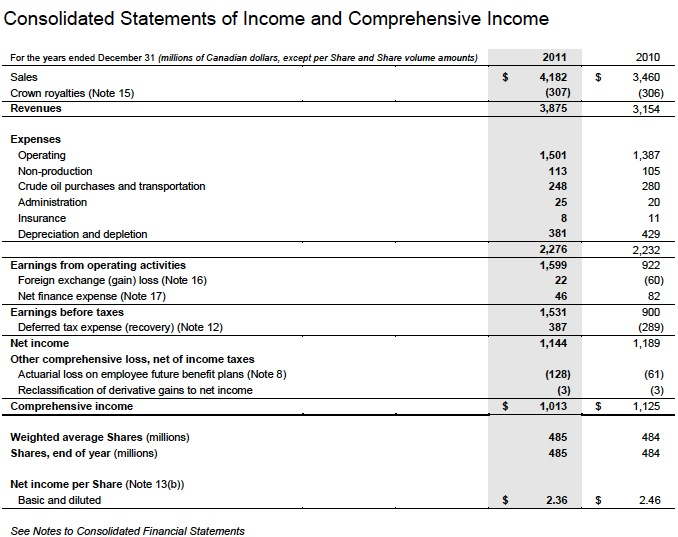 Consolidated Statements of Income and Comprehensive Income
For the years ended December 31 (millions of Canadian dollars, except per Share and Share volume amounts) 2011 2010
Sales $ 4,182 $ 3,460
Crown royalties (Note 15) (307) (306)
Revenues 3,875 3,154
Expenses
Operating 1,501 1,387
Non-production 113 105
Crude oil purchases and transportation 248 280
Administration 25 20
Insurance 8 11
Depreciation and depletion 381 429
2,276 2,232
Earnings from operating activities 1,599 922
Foreign exchange (gain) loss (Note 16) 22 (60)
Net finance expense (Note 17) 46 82
Earnings before taxes 1,531 900
Deferred tax expense (recovery) (Note 12) 387 (289)
Net income 1,144 1,189
Other comprehensive loss, net of income taxes
Actuarial loss on employee future benefit plans (Note 8) (128) (61)
Reclassification of derivative gains to net income (3) (3)
Comprehensive income $ 1,013 $ 1,125
Weighted average Shares (millions) 485 484
Shares, end of year (millions) 485 484
Net income per Share (Note 13(b))
Basic and diluted $ 2.36 $ 2.46
See Notes to Consolidated Financial Statements